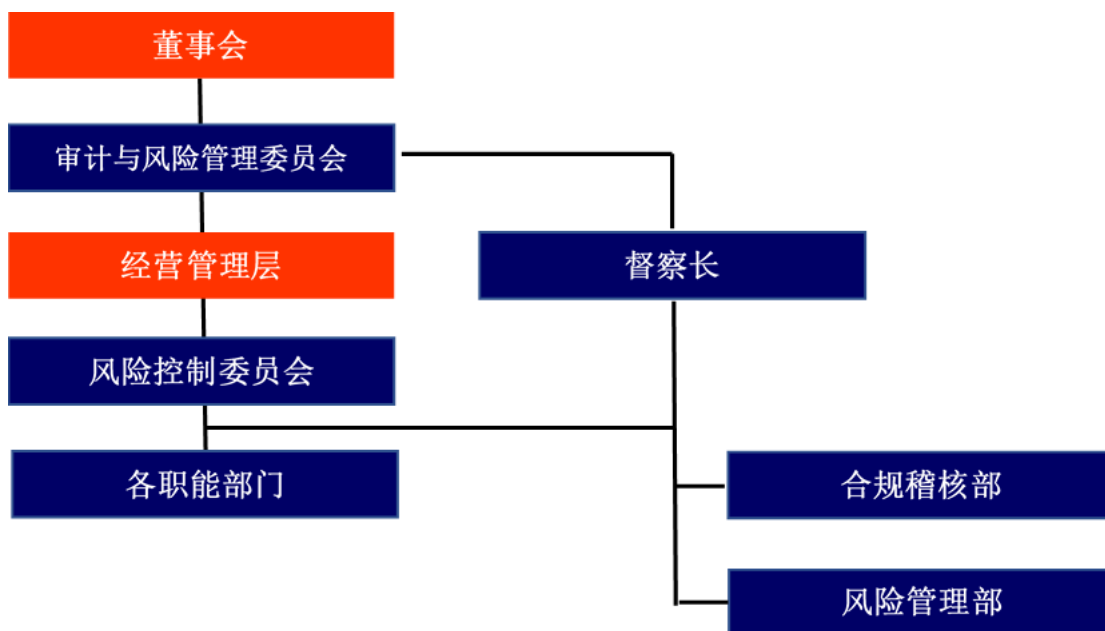 董事会
审计与风险管理委员会
经营管理层
督察长
风险控制委员会
各职能部门
合规稽核部
风险管理部